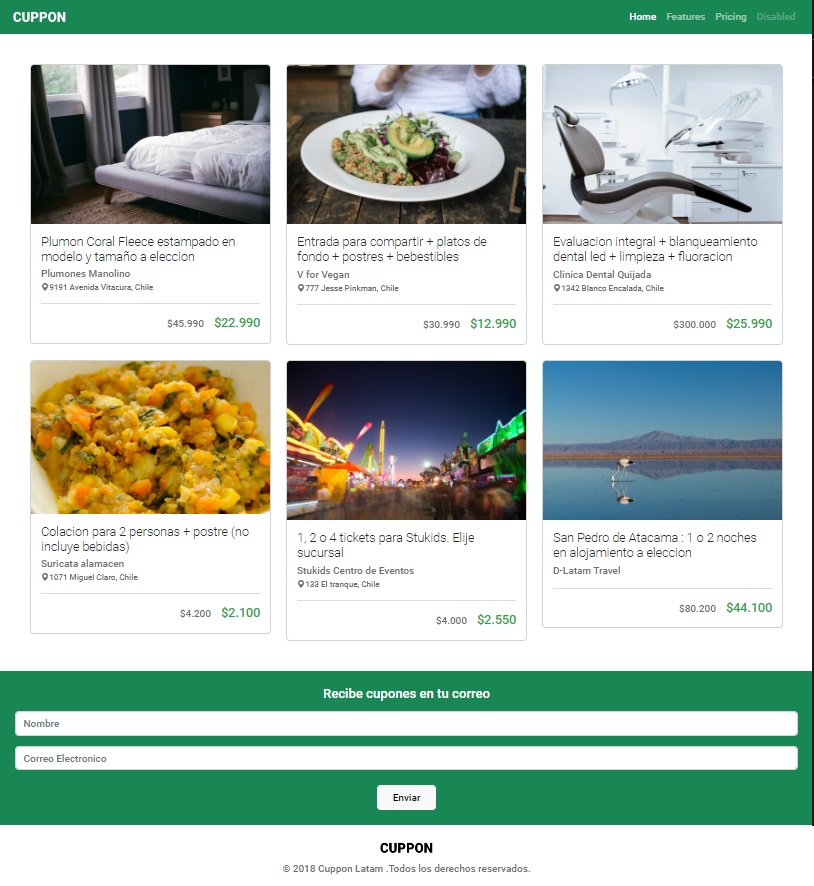 CUPPON
Home Features Pricing Disabled
Plumon Coral Fleece estampado en
modelo y tamaño a eleccion
Plumones Manolino
9191 Avenida Vitacura, Chile
$45.990 $22.990
Entrada para compartir + platos de
fondo + postres + bebestibles
V for Vegan
777 Jesse Pinkman, Chile
$30.990 $12.990
Evaluacion integral + blanqueamiento
dental led + limpieza + fluoracion
Clinica Dental Quijada
1342 Blanco Encalada, Chile
$300.000 $25.990
Colacion para 2 personas + postre (no
incluye bebidas)
Suricata alamacen
1071 Miguel Claro, Chile
$4.200 $2.100
1, 2 o 4 tickets para Stukids. Elije
sucursal
Stukids Centro de Eventos
133 El tranque, Chile
$4.000 $2.550
San Pedro de Atacama : 1 o 2 noches
en alojamiento a eleccion
D-Latam Travel
$80.200 $44.100
Recibe cupones en tu correo
Nombre
Correo Electronico
Enviar
CUPPON
© 2018 Cuppon Latam .Todos los derechos reservados.